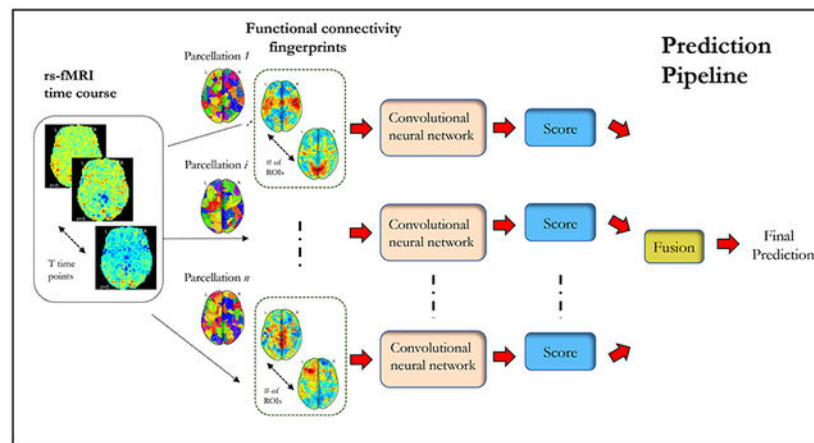 Functional connectivity
fingerprints
Prediction
Pipeline
rs-fMRI
time course
T time
points
Parcellation 1
Parcellation i
Parcellation n
# of
ROIs
# of
ROIs
Convolutional
neural network
Score
Convolutional
neural network
Score
Convolutional
neural network
Score
Fusion
Final
Prediction